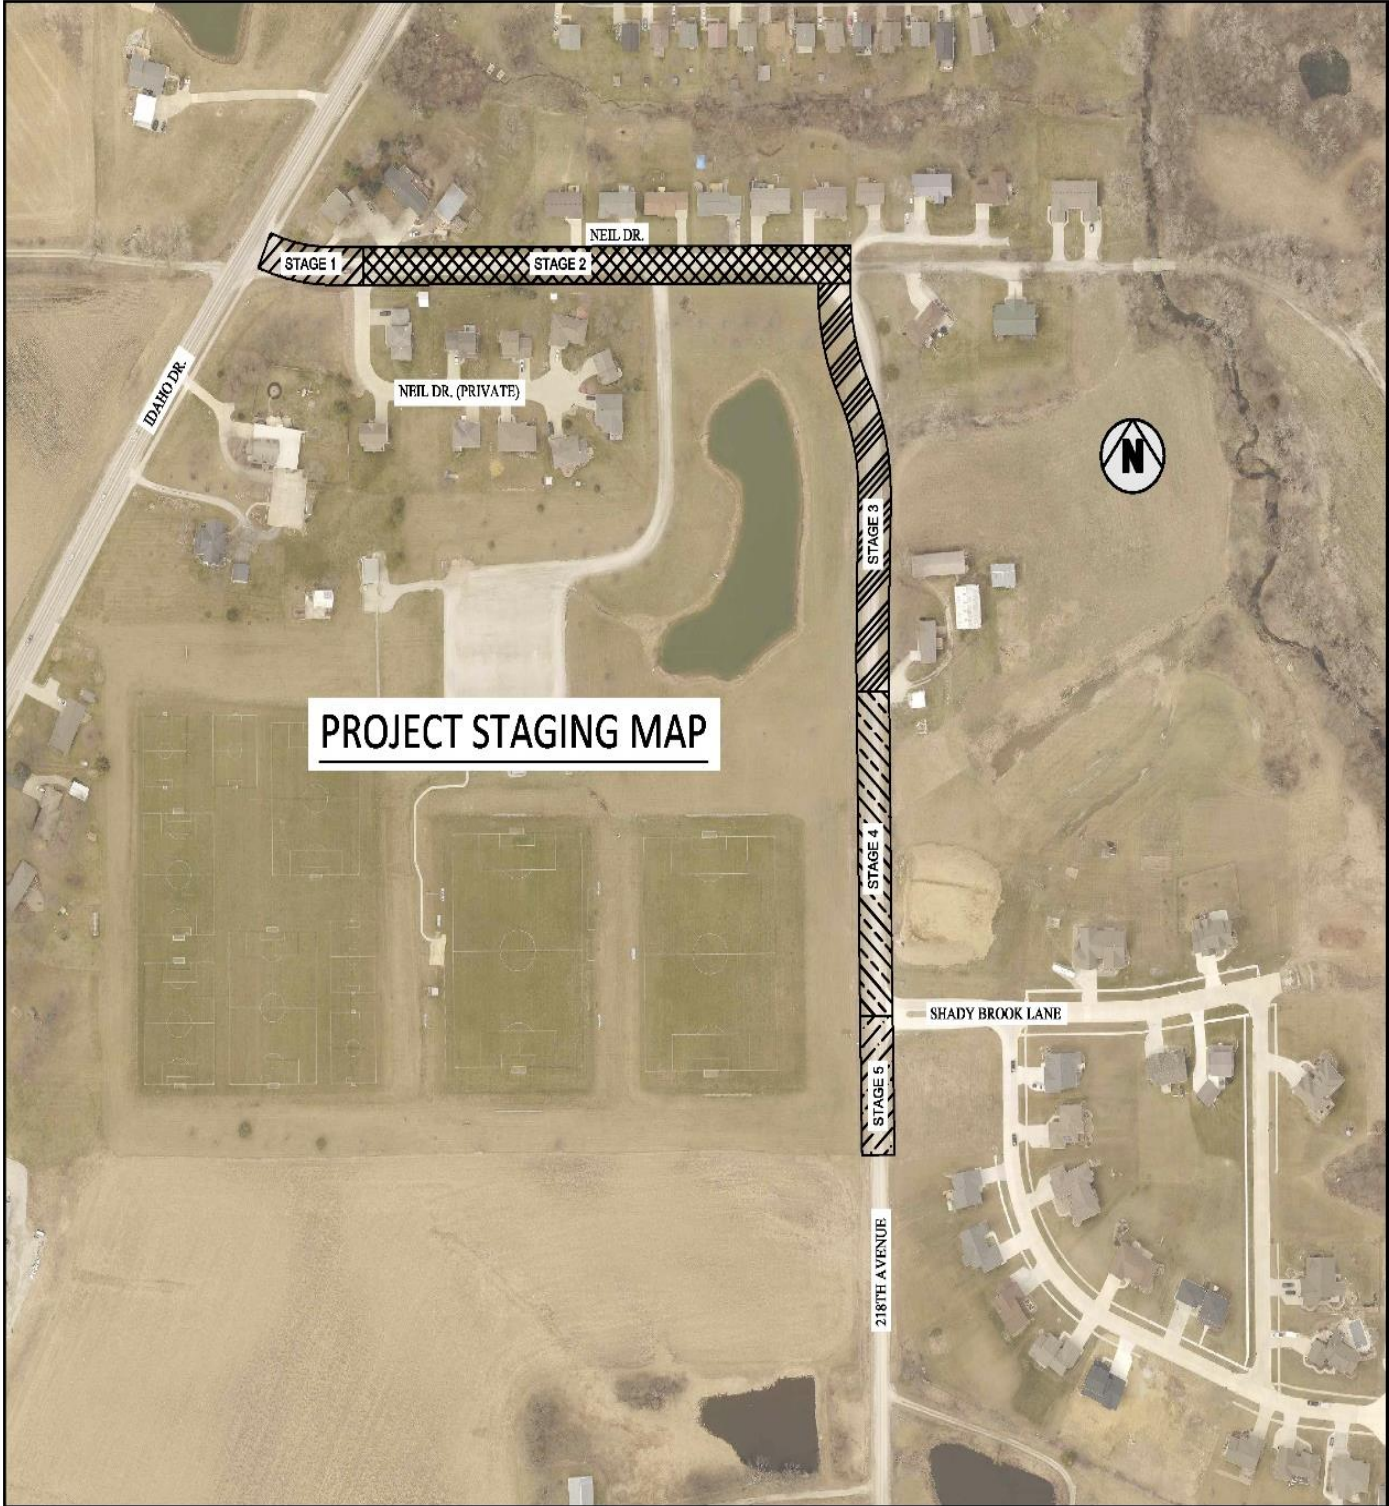 NEIL DR.
STAGE 1
STAGE 2
IDAHO DR.
NEIL DR. (PRIVATE)
N
STAGE 3
PROJECT STAGING MAP
STAGE 4
SHADY BROOK LANE
STAGE 5
218TH AVENUE